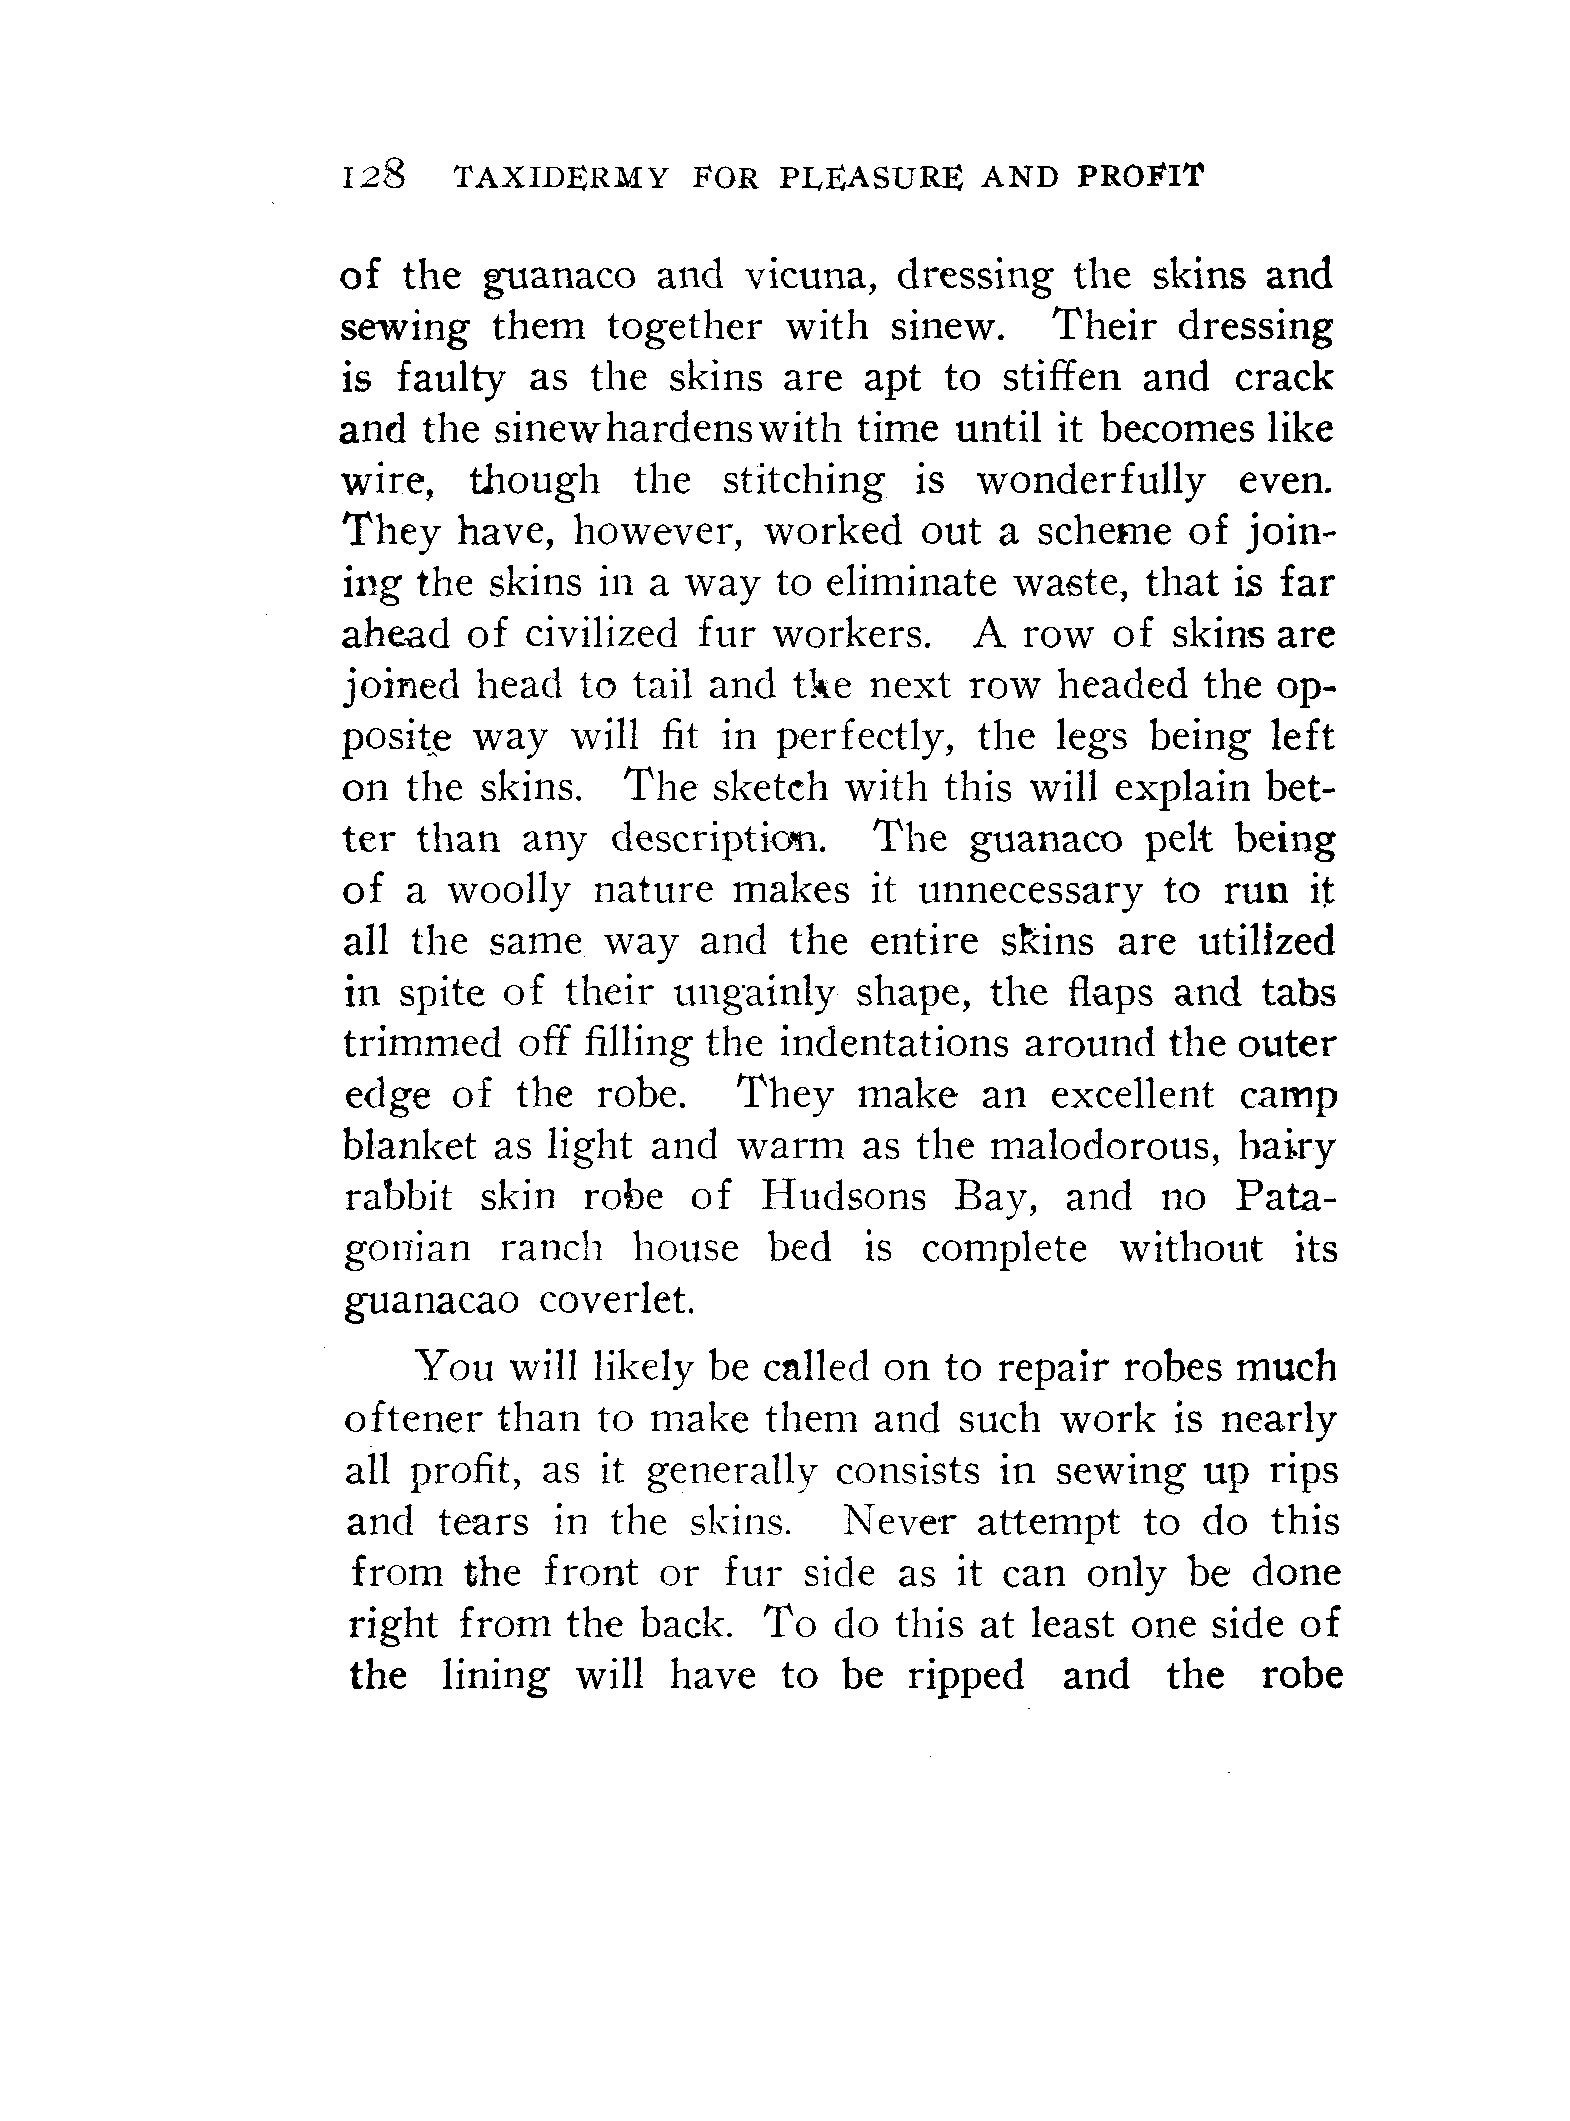 128 TAXIDERMY FOR PLEASURE AND PROFIT
of the guanaco and vicuna, dressing the skins and
sewing them together with sinew. Their dressing
is faulty as the skins are apt to stiffen and crack
and the sinew hardens with time until it becomes like
wire, though the stitching is wonderfully even.
They have, however, worked out a scheme of join-
ing the skins in a way to eliminate waste, that is far
ahead of civilized fur workers. A row of skins are
joined head to tail and the next row headed the op-
posite way will fit in perfectly, the legs being left
on the skins. The sketch with this will explain bet-
ter than any description. The guanaco pelt being
of a woolly nature makes it unnecessary to run it
all the same way and the entire skins are utilized
in spite of their ungainly shape, the flaps and tabs
trimmed off filling the indentations around the outer
edge of the robe. They make an excellent camp
blanket as light and warm as the malodorous, hairy
rabbit skin robe of Hudsons Bay, and no Pata-
gonian ranch house bed is complete without its
guanacao coverlet.
You will likely be called on to repair robes much
oftener than to make them and such work is nearly
all profit, as it generally consists in sewing up rips
and tears in the skins. Never attempt to do this
from the front or fur side as it can only be done
right from the back. To do this at least one side of
the lining will have to be ripped and the robe